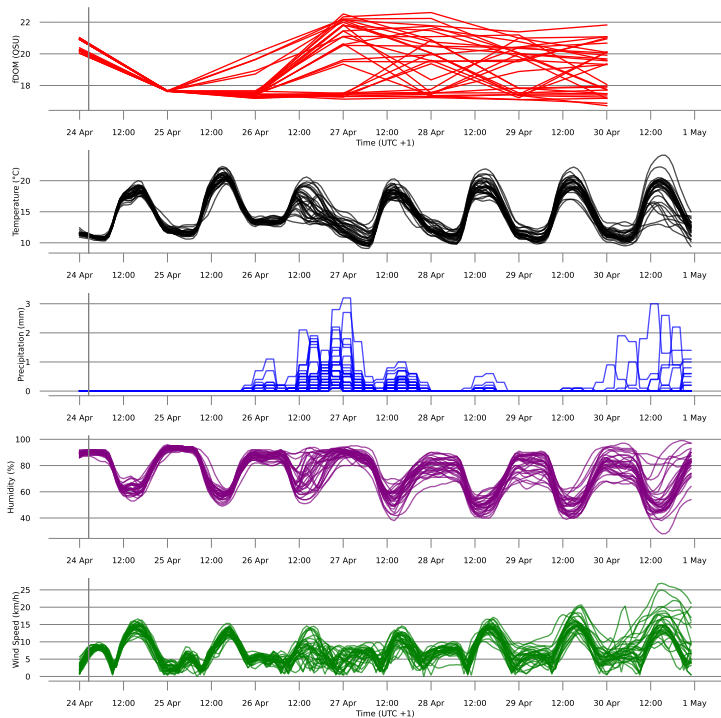 fDOM (QSU)
22
20
18
24 Apr 12:00 25 Apr 12:00 26 Apr 12:00 27 Apr 12:00 28 Apr 12:00 29 Apr 12:00 30 Apr 12:00 1 May
Time (UTC +1)
Temperature (°C)
20
15
10
24 Apr 12:00 25 Apr 12:00 26 Apr 12:00 27 Apr 12:00 28 Apr 12:00 29 Apr 12:00 30 Apr 12:00 1 May
Precipitation (mm)
3
2
1
0
24 Apr 12:00 25 Apr 12:00 26 Apr 12:00 27 Apr 12:00 28 Apr 12:00 29 Apr 12:00 30 Apr 12:00 1 May
Humidity (%)
100
80
60
40
24 Apr 12:00 25 Apr 12:00 26 Apr 12:00 27 Apr 12:00 28 Apr 12:00 29 Apr 12:00 30 Apr 12:00 1 May
Wind Speed (km/h)
25
20
15
10
5
0
24 Apr 12:00 25 Apr 12:00 26 Apr 12:00 27 Apr 12:00 28 Apr 12:00 29 Apr 12:00 30 Apr 12:00 1 May
Time (UTC +1)